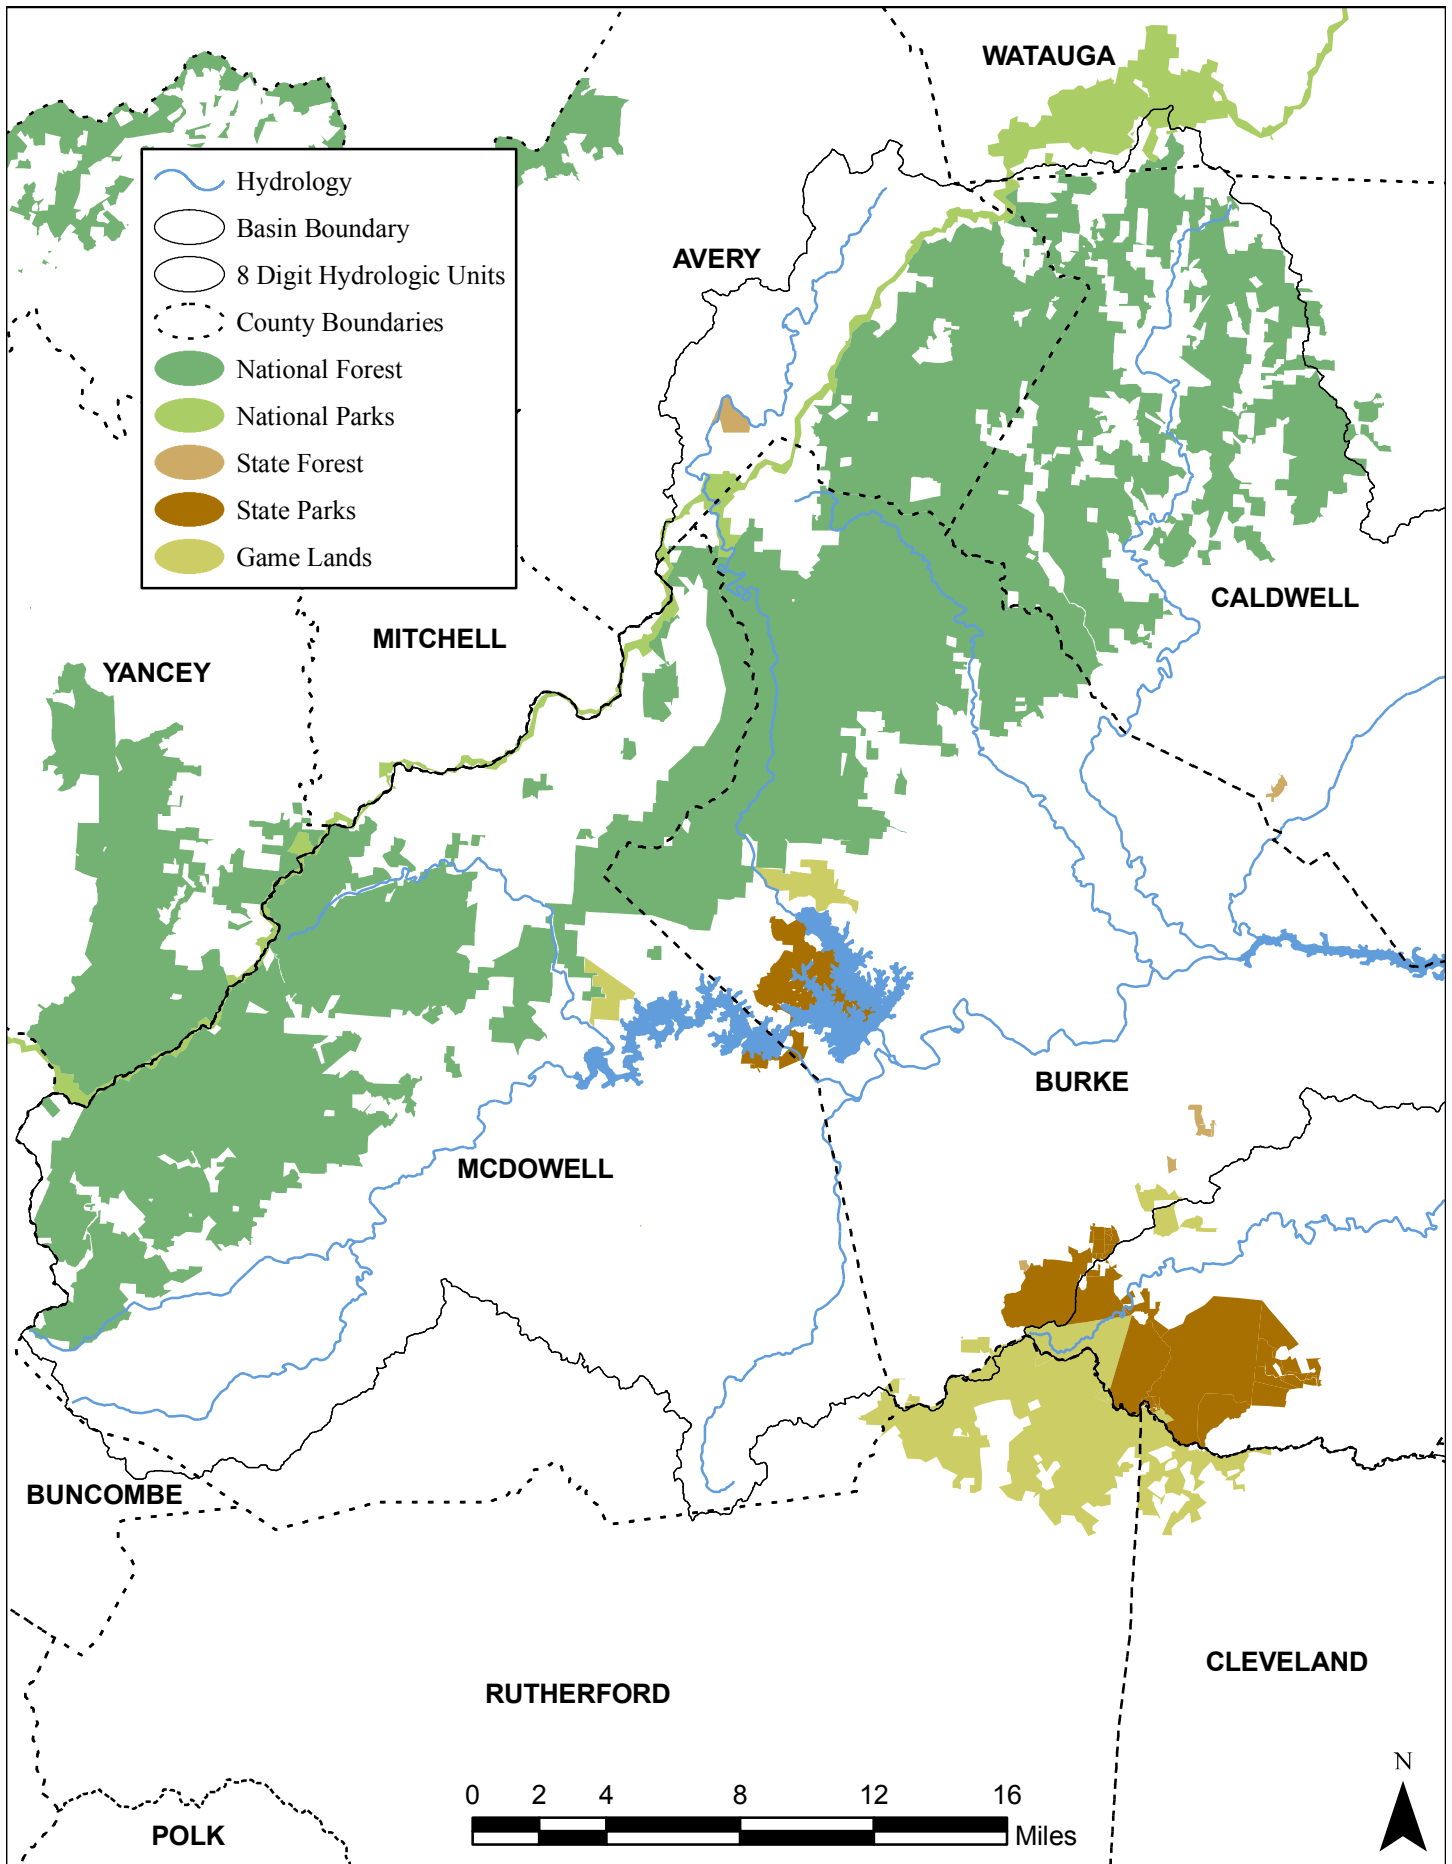 WATAUGA
Hydrology
Basin Boundary
8 Digit Hydrologic Units
County Boundaries
National Forest
National Parks
State Forest
State Parks
Game Lands
AVERY
CALDWELL
MITCHELL
YANCEY
BURKE
MCDOWELL
BUNCOMBE
CLEVELAND
RUTHERFORD
N
0 2 4 8 12 16
Miles
POLK